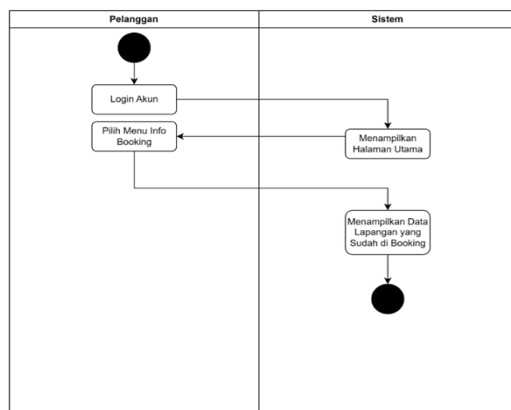 Pelanggan
Sistem
Login Akun
Pilih Menu Info
Booking
Menampilkan
Halaman Utama
Menampilkan Data
Lapangan yang
Sudah di Booking